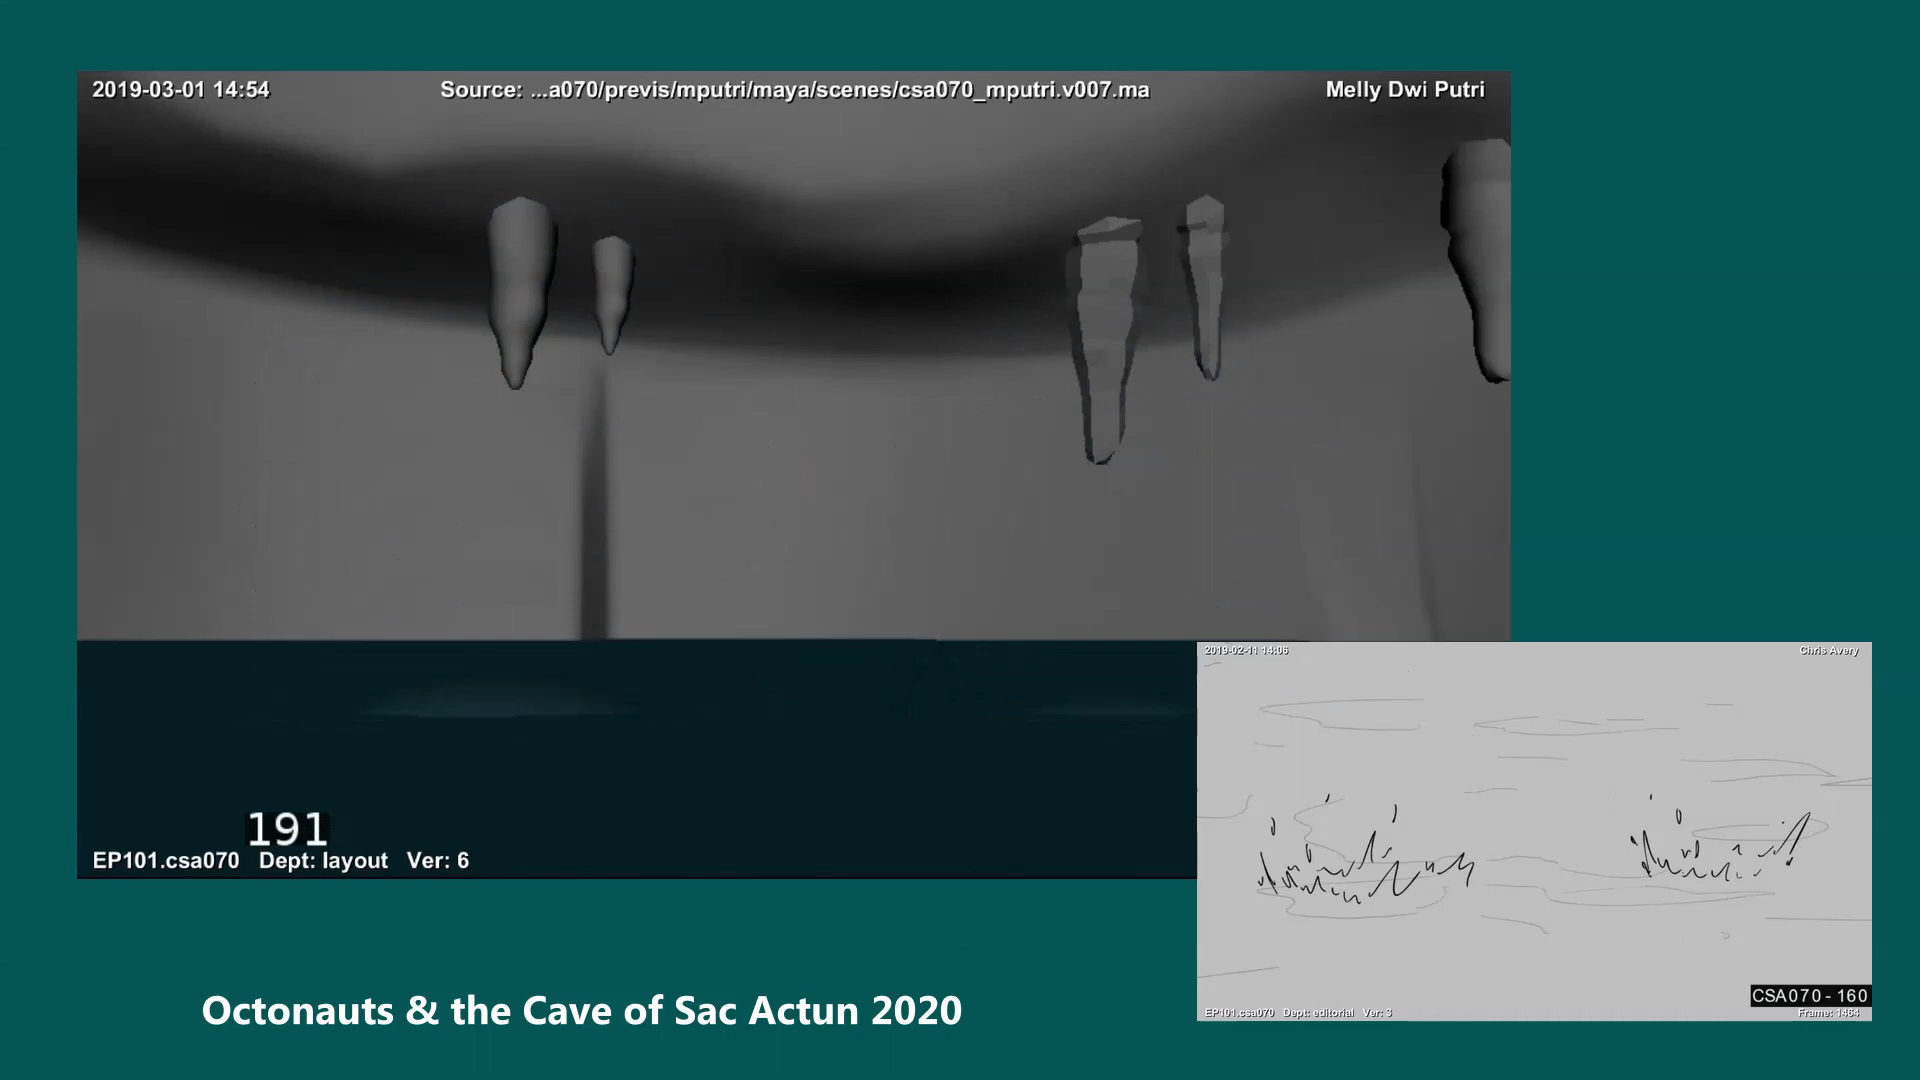 2019-03-01 14:54 Source: ...a070/previs/mputri/maya/scenes/csa070_mputri.v007.ma Melly Dwi Putri
191
EP101.csa070 Dept: layout Ver: 6
2019-02-11 14:06 Chris Avery
CSA070 - 160
EP101.csa070 Dept: editorial Ver: 3 Frame: 1464
Octonauts & the Cave of Sac Actun 2020